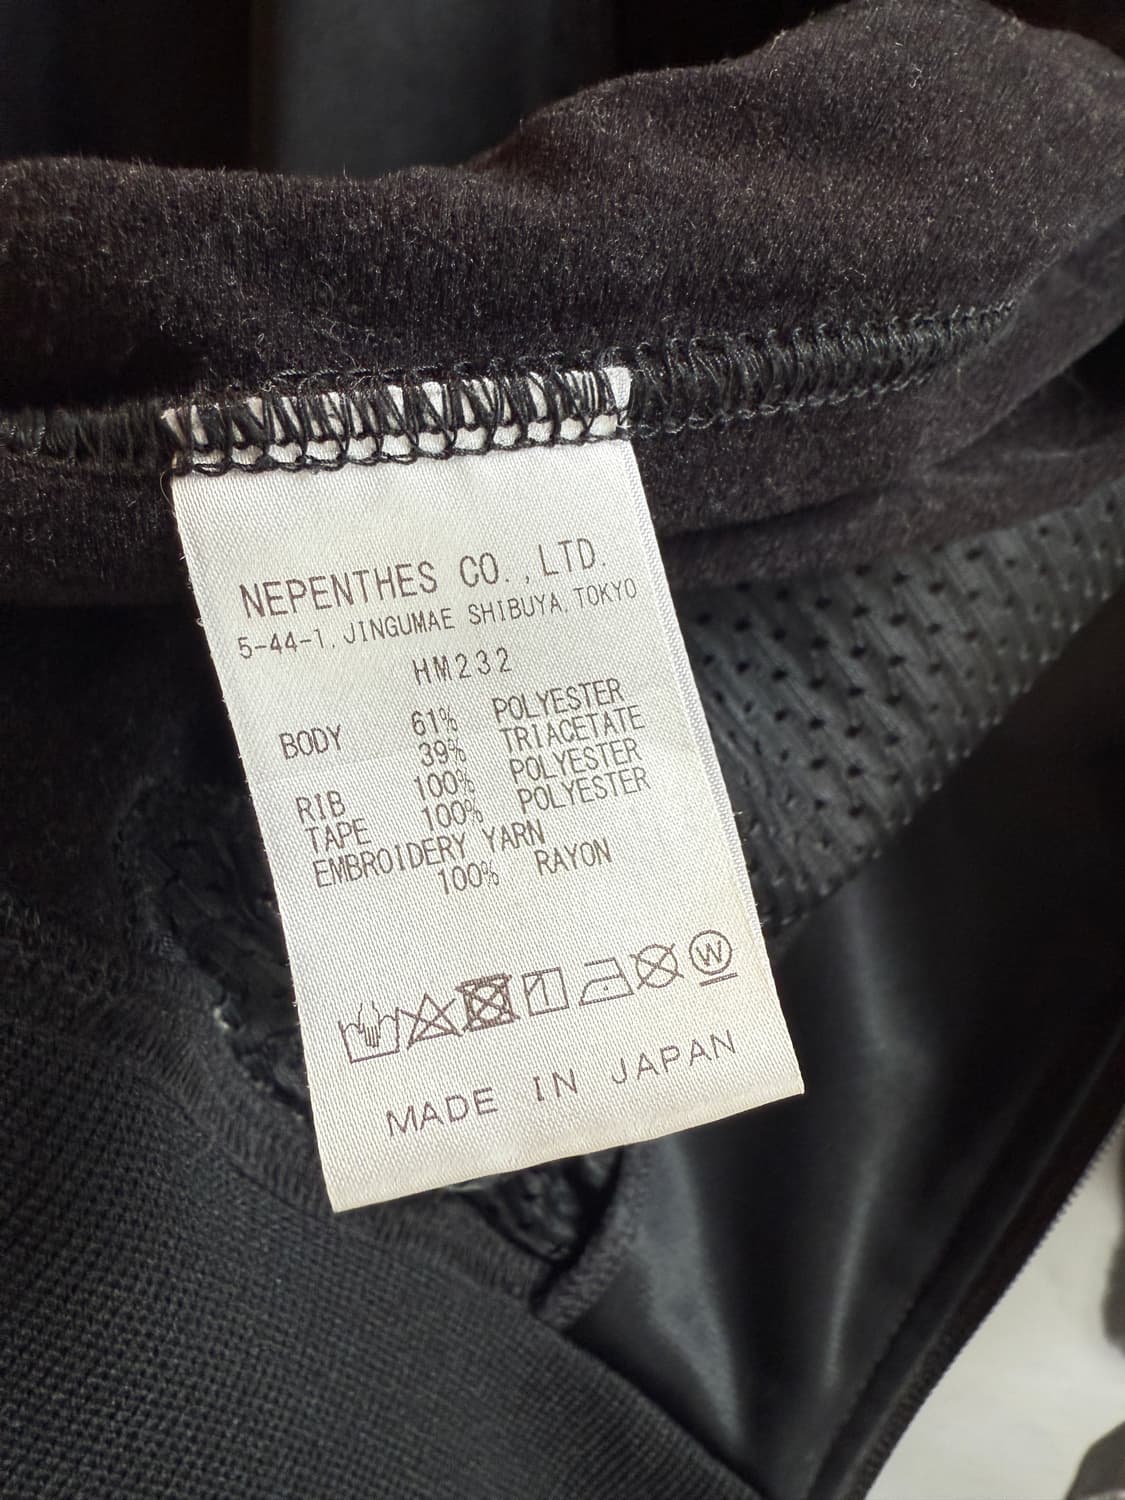 NEPENTHES CO., LTD.
5-44-1, JINGUMAE SHIBUYA, TOKYO
HM232
BODY 61% POLYESTER
39% TRIACETATE
RIB 100% POLYESTER
TAPE 100% POLYESTER
EMBROIDERY YARN
100% RAYON
W
MADE IN JAPAN